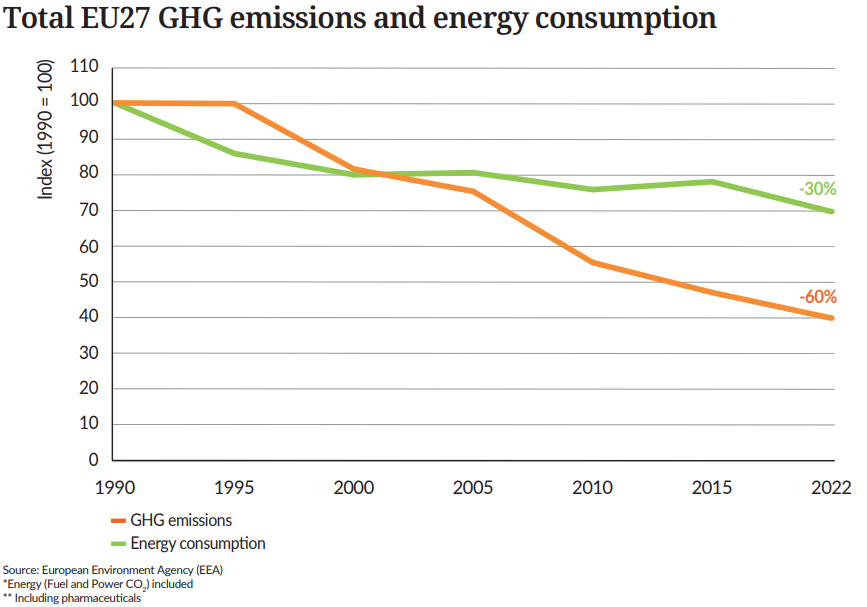 Total EU27 GHG emissions and energy consumption
Index (1990 = 100)
110
100
90
80
70
60
50
40
30
20
10
0
-30%
-60%
1990 1995 2000 2005 2010 2015 2022
GHG emissions
Energy consumption
Source: European Environment Agency (EEA)
*Energy (Fuel and Power CO2) included
** Including pharmaceuticals